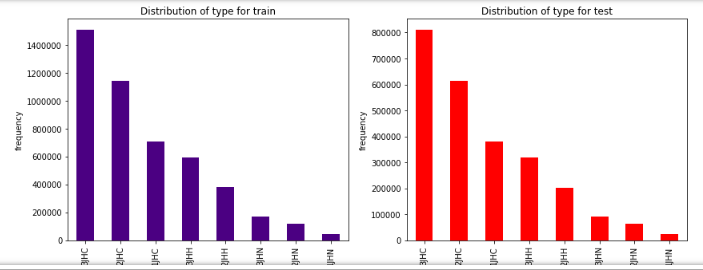 Distribution of type for train
Distribution of type for test
1400000
1200000
1000000
800000
600000
400000
200000
0
frequency
3JHC
2JHC
1JHC
3JHH
2JHH
3JHN
2JHN
1JHN
800000
700000
600000
500000
400000
300000
200000
100000
0
frequency
3JHC
2JHC
1JHC
3JHH
2JHH
3JHN
2JHN
1JHN